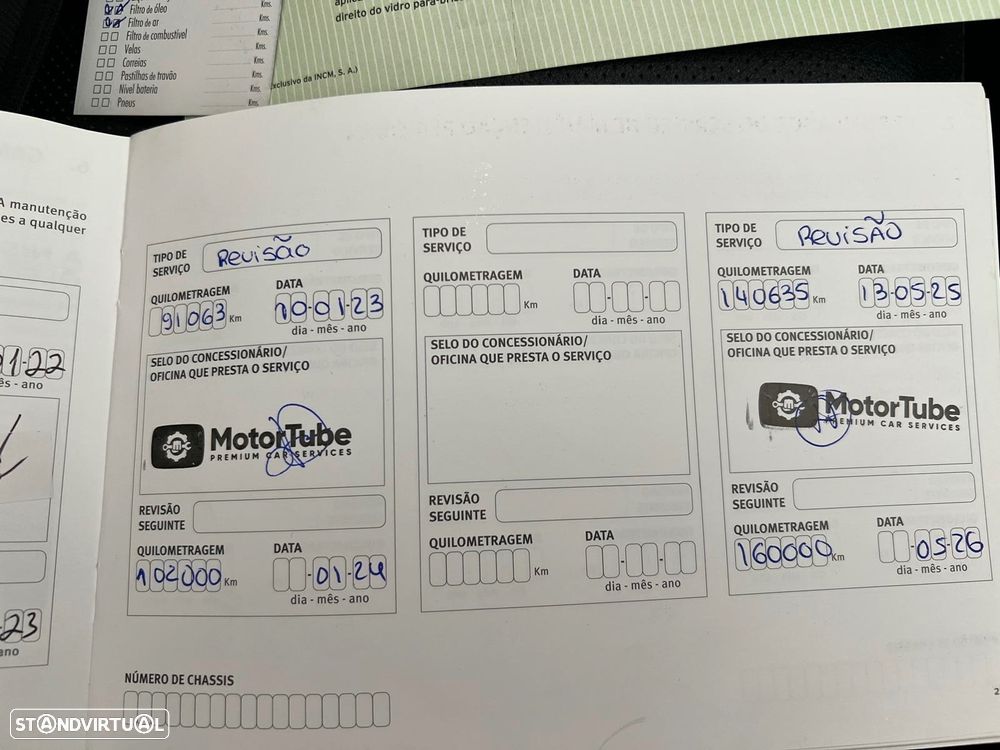 Filtro de óleo Kms.
Filtro de ar
Filtro de combustível Kms.
Velas
Correias Kms.
Pastilhas de travão Kms.
Nível bateria Kms.
Pneus Kms.
direito do vidro pára-bri
xclusivo da INCM, S. A.)
A manutenção
es a qualquer
1-22
ês - ano
-23
ano
TIPO DE
SERVIÇO
Revisão
QUILOMETRAGEM
DATA
91063 Km
10-01-23
dia - mês - ano
SELO DO CONCESSIONÁRIO/
OFICINA QUE PRESTA O SERVIÇO
MotorTube
PREMIUM CAR SERVICES
REVISÃO
SEGUINTE
QUILOMETRAGEM
DATA
102000 Km
-01-24
dia - mês - ano
TIPO DE
SERVIÇO
QUILOMETRAGEM
DATA
Km
dia - mês - ano
SELO DO CONCESSIONÁRIO/
OFICINA QUE PRESTA O SERVIÇO
REVISÃO
SEGUINTE
QUILOMETRAGEM
DATA
Km
dia - mês - ano
TIPO DE
SERVIÇO
REVISÃO
QUILOMETRAGEM
DATA
140635 Km
13-05-25
dia - mês - ano
SELO DO CONCESSIONÁRIO/
OFICINA QUE PRESTA O SERVIÇO
MotorTube
PREMIUM CAR SERVICES
REVISÃO
SEGUINTE
QUILOMETRAGEM
DATA
160000 Km
-05-26
dia - mês - ano
NÚMERO DE CHASSIS
2
STANDVIRTUAL